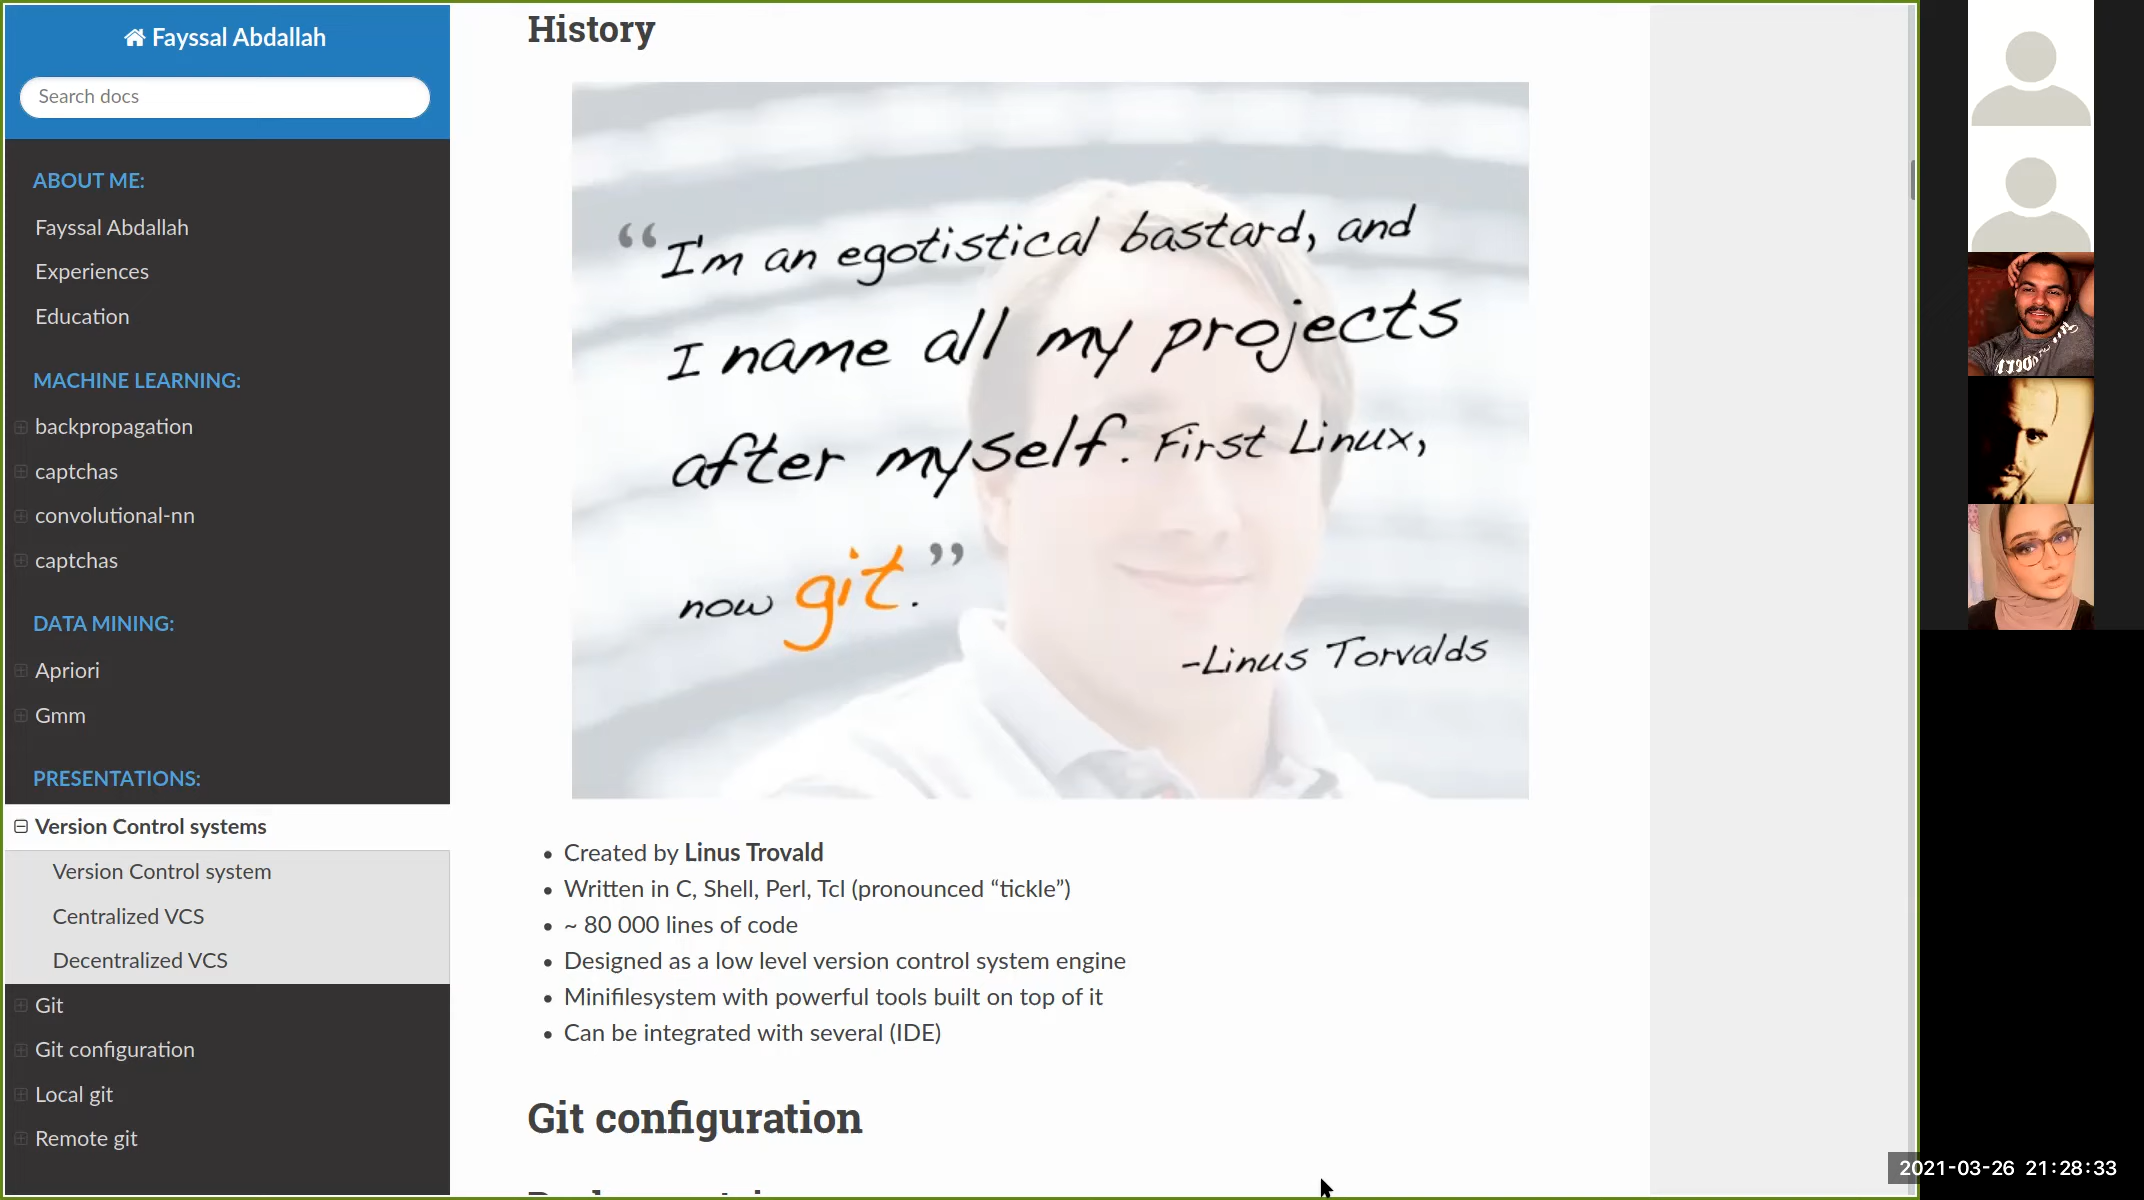 Fayssal Abdallah
Search docs
ABOUT ME:
Fayssal Abdallah
Experiences
Education
MACHINE LEARNING:
backpropagation
captchas
convolutional-nn
captchas
DATA MINING:
Apriori
Gmm
PRESENTATIONS:
Version Control systems
Version Control system
Centralized VCS
Decentralized VCS
Git
Git configuration
Local git
Remote git
History
“I'm an egotistical bastard, and
I name all my projects
after myself. First Linux,
now git.”
-Linus Torvalds
• Created by Linus Trovald
• Written in C, Shell, Perl, Tcl (pronounced “tickle”)
• ~ 80 000 lines of code
• Designed as a low level version control system engine
• Minifilesystem with powerful tools built on top of it
• Can be integrated with several (IDE)
Git configuration
2021-03-26 21:28:33